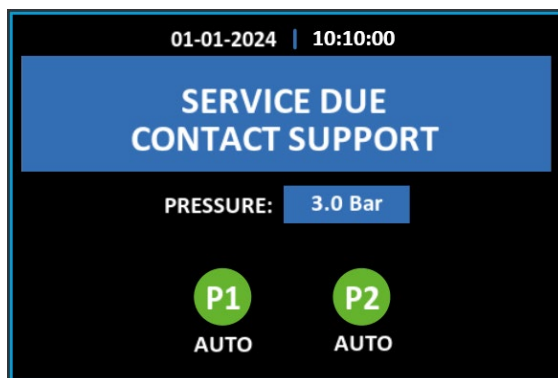 01-01-2024 | 10:10:00
SERVICE DUE
CONTACT SUPPORT
PRESSURE: 3.0 Bar
P1 P2
AUTO AUTO